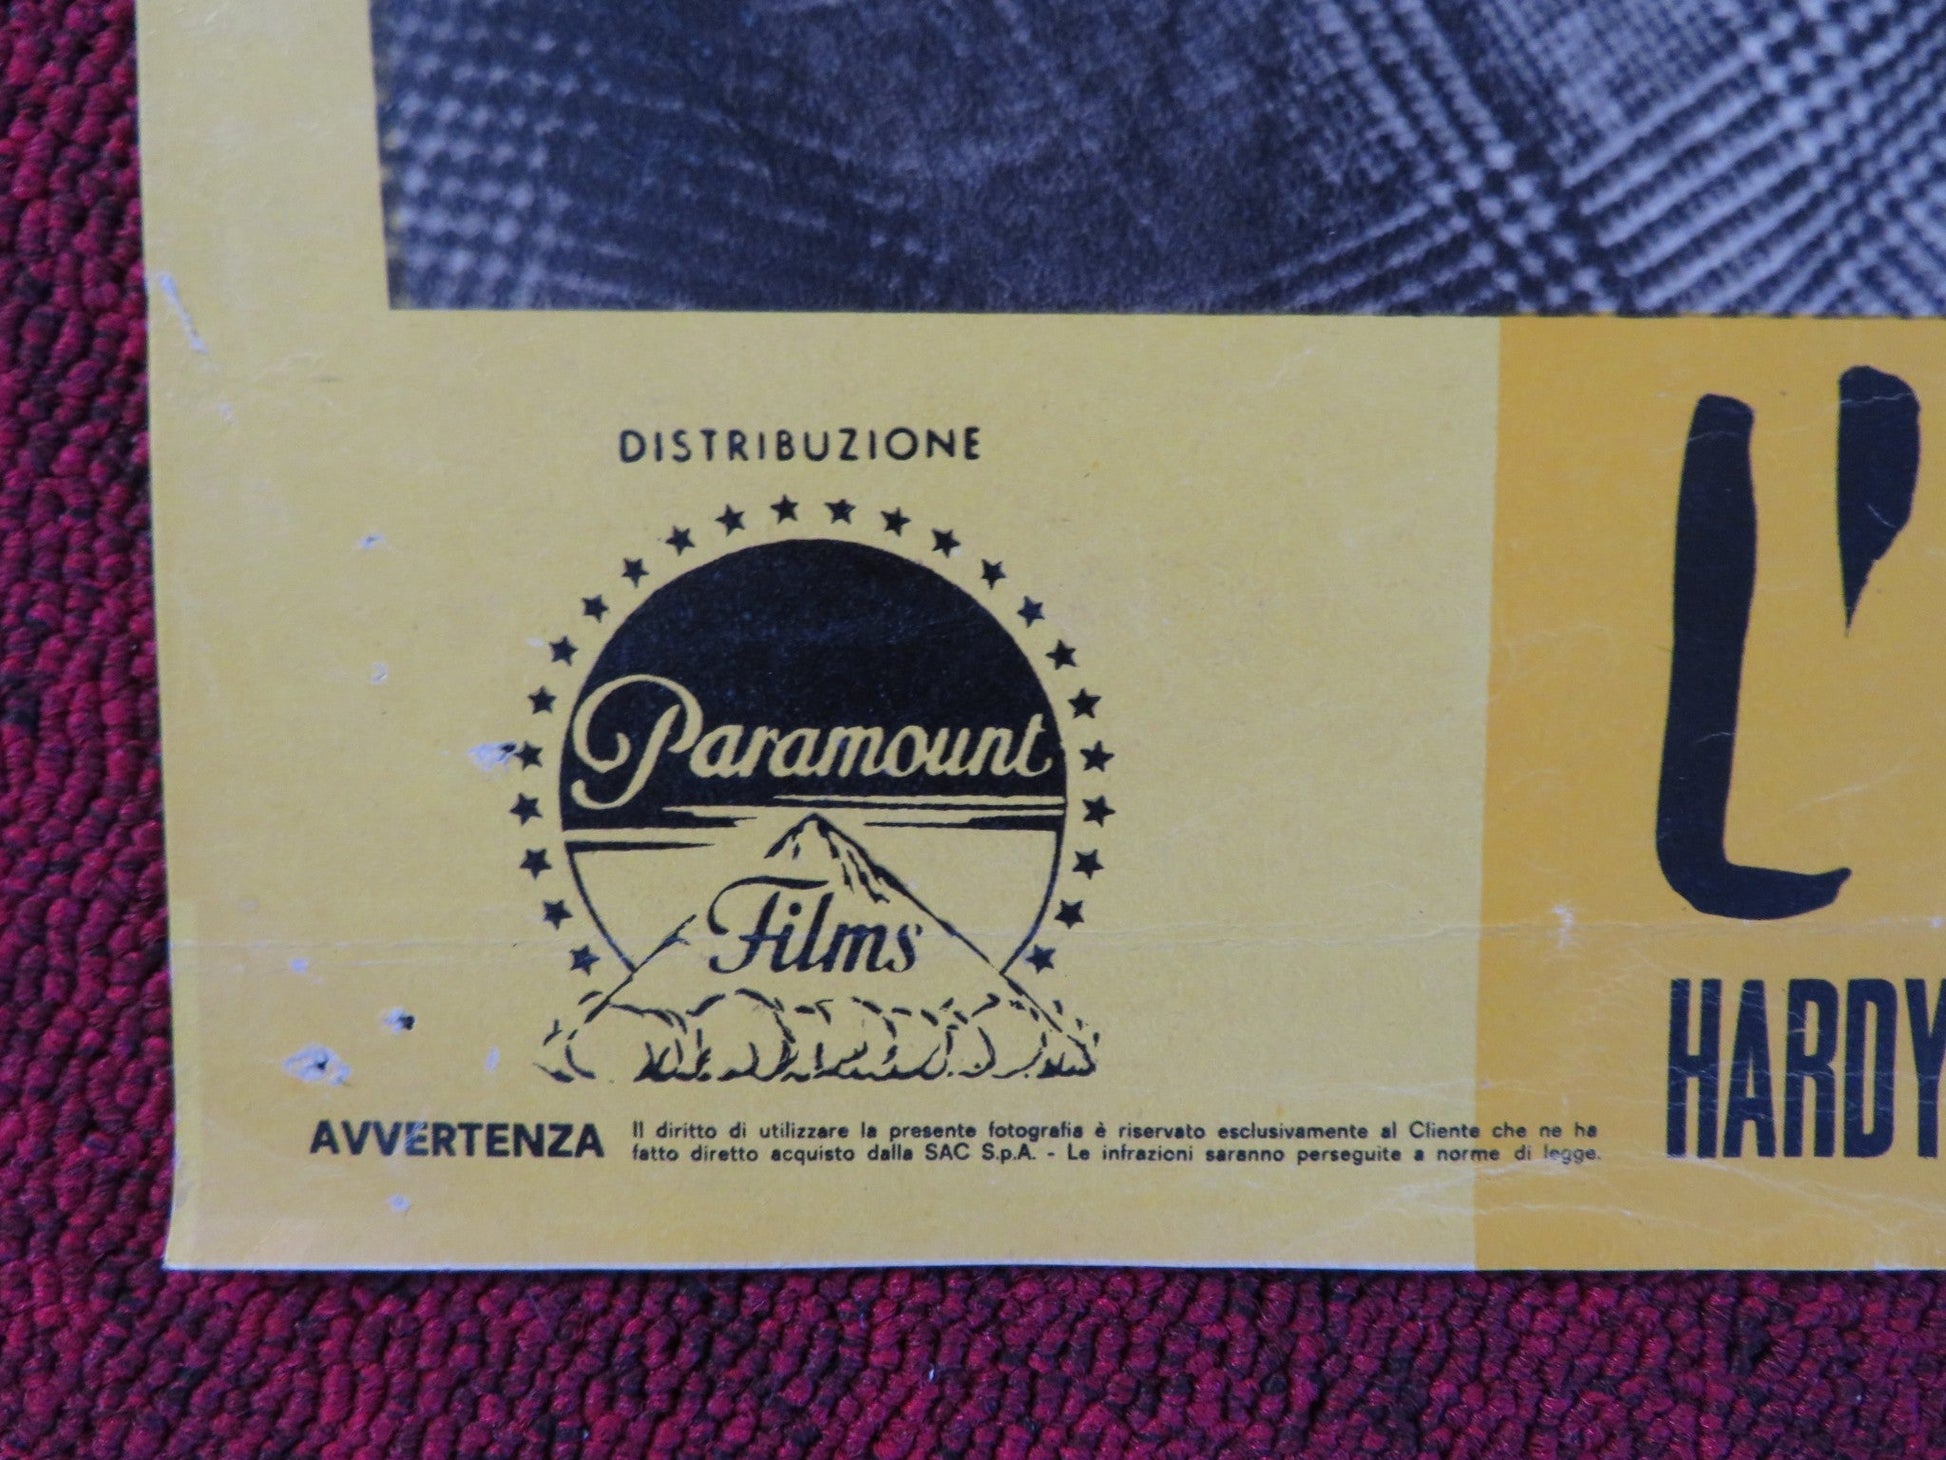 DISTRIBUZIONE
Paramount
Films
L'
HARDY
AVVERTENZA Il diritto di utilizzare la presente fotografia è riservato esclusivamente al Cliente che ne ha
fatto diretto acquisto dalla SAC S.p.A. - Le infrazioni saranno perseguite a norme di legge.